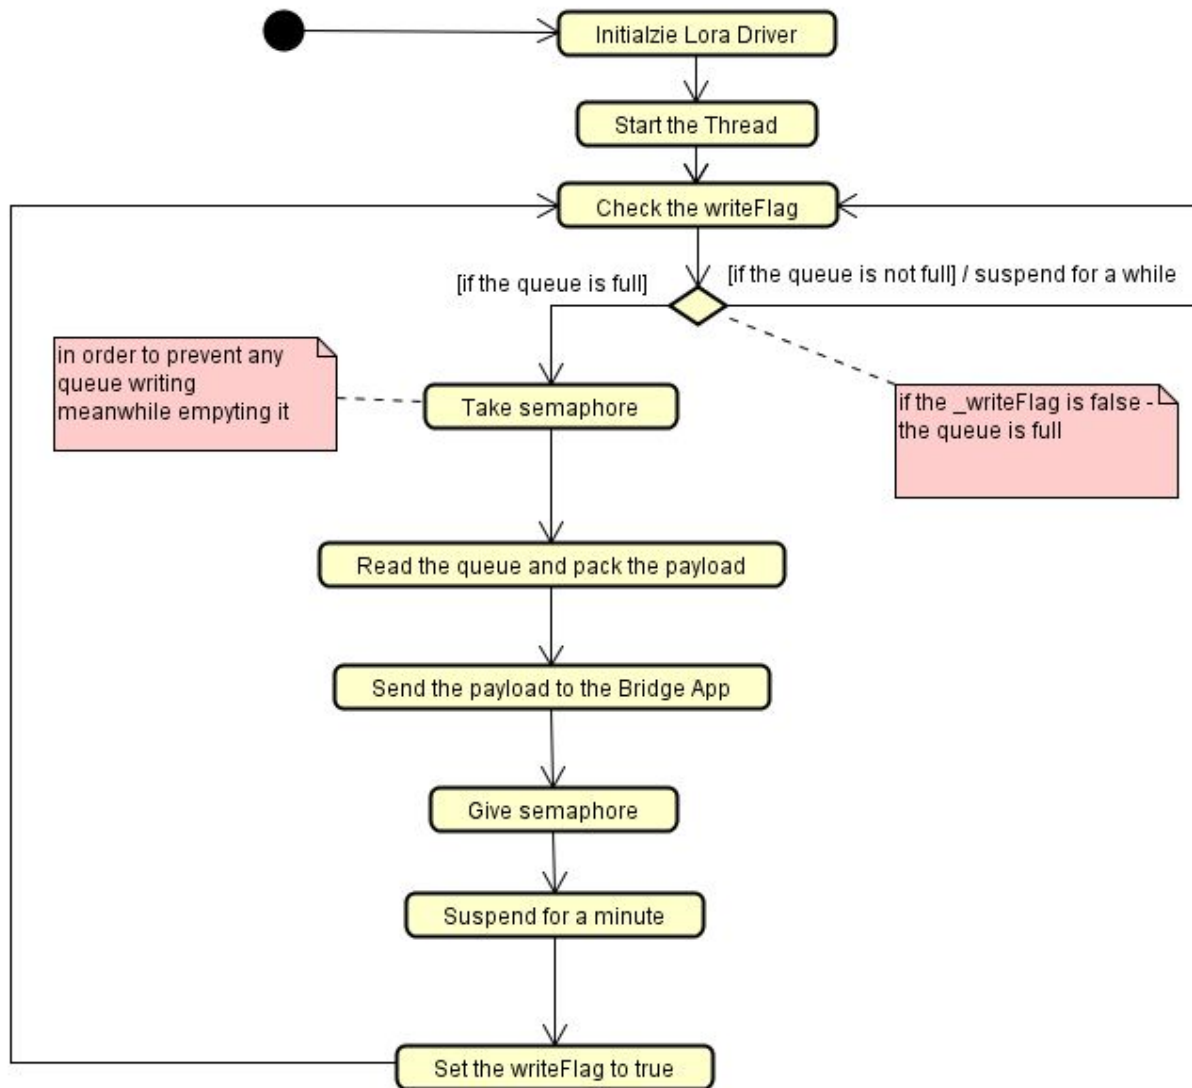 Initialzie Lora Driver
Start the Thread
Check the writeFlag
[if the queue is full]
[if the queue is not full] / suspend for a while
in order to prevent any
queue writing
meanwhile empyting it
Take semaphore
if the _writeFlag is false -
the queue is full
Read the queue and pack the payload
Send the payload to the Bridge App
Give semaphore
Suspend for a minute
Set the writeFlag to true